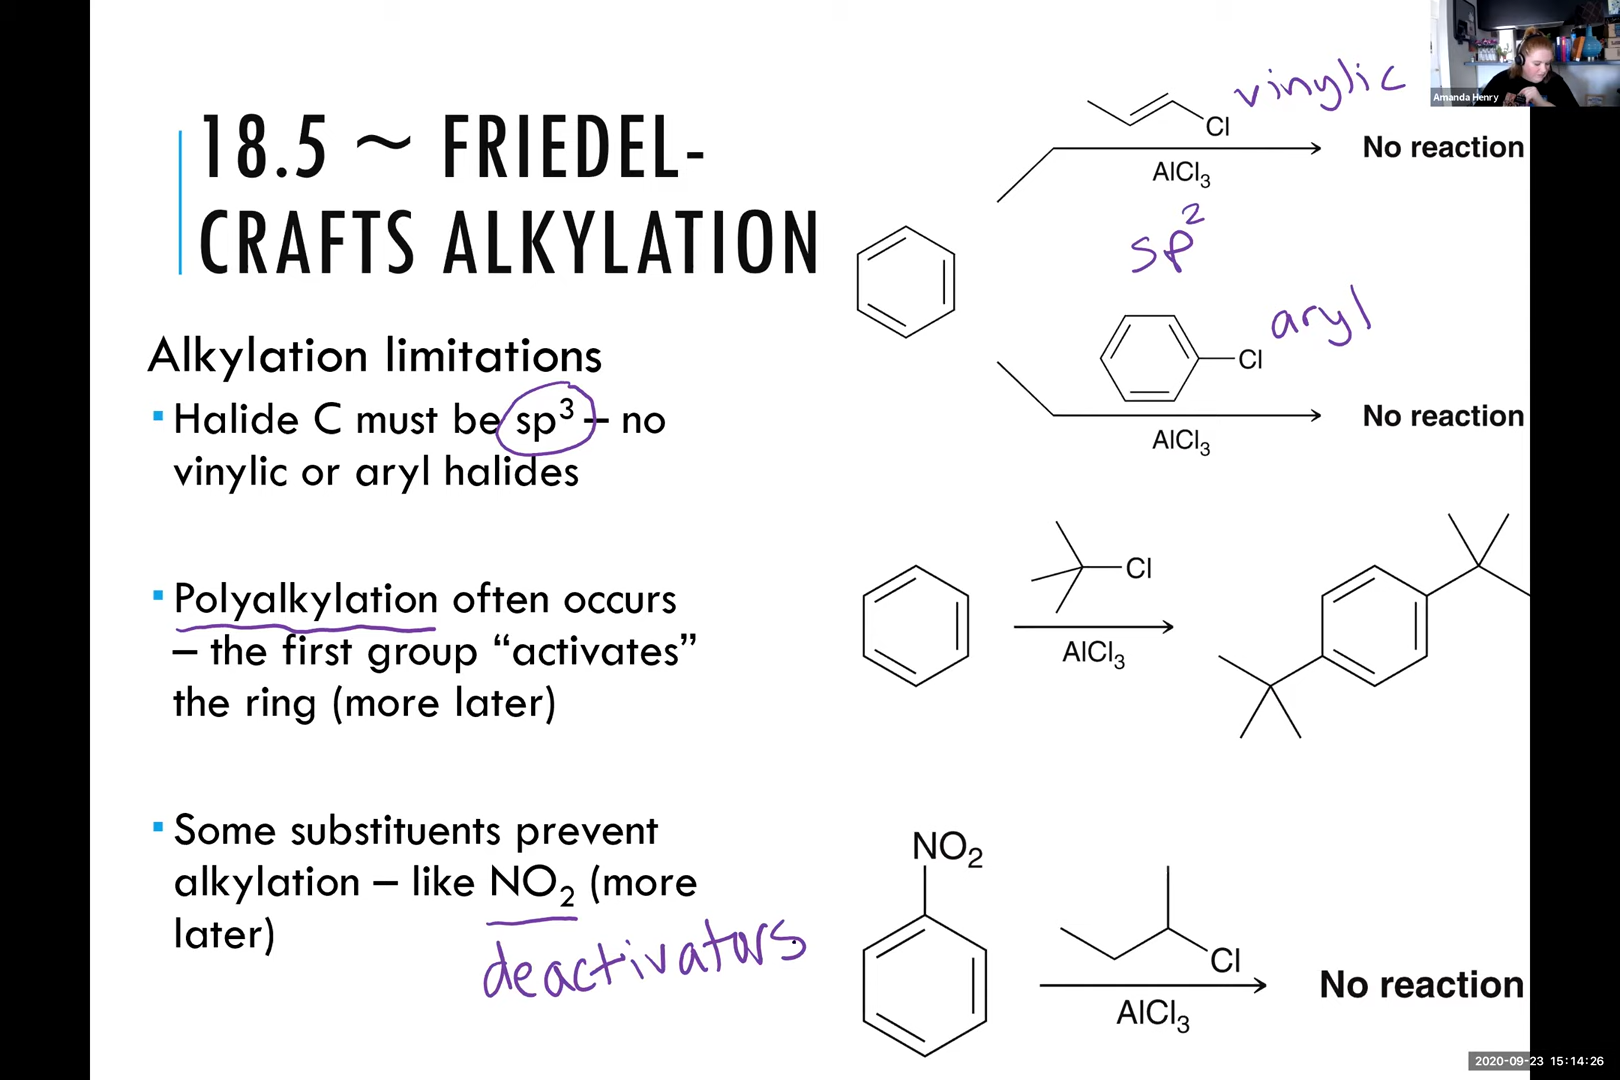 18.5 ~ FRIEDEL-
CRAFTS ALKYLATION
Alkylation limitations
▪ Halide C must be sp³ – no
vinylic or aryl halides
▪ Polyalkylation often occurs
– the first group “activates”
the ring (more later)
▪ Some substituents prevent
alkylation – like NO₂ (more
later)
deactivators
Cl
vinylic
AlCl₃
No reaction
sp²
Cl
aryl
AlCl₃
No reaction
Cl
AlCl₃
NO₂
Cl
AlCl₃
No reaction
Amanda Henry
2020-09-23 15:14:26